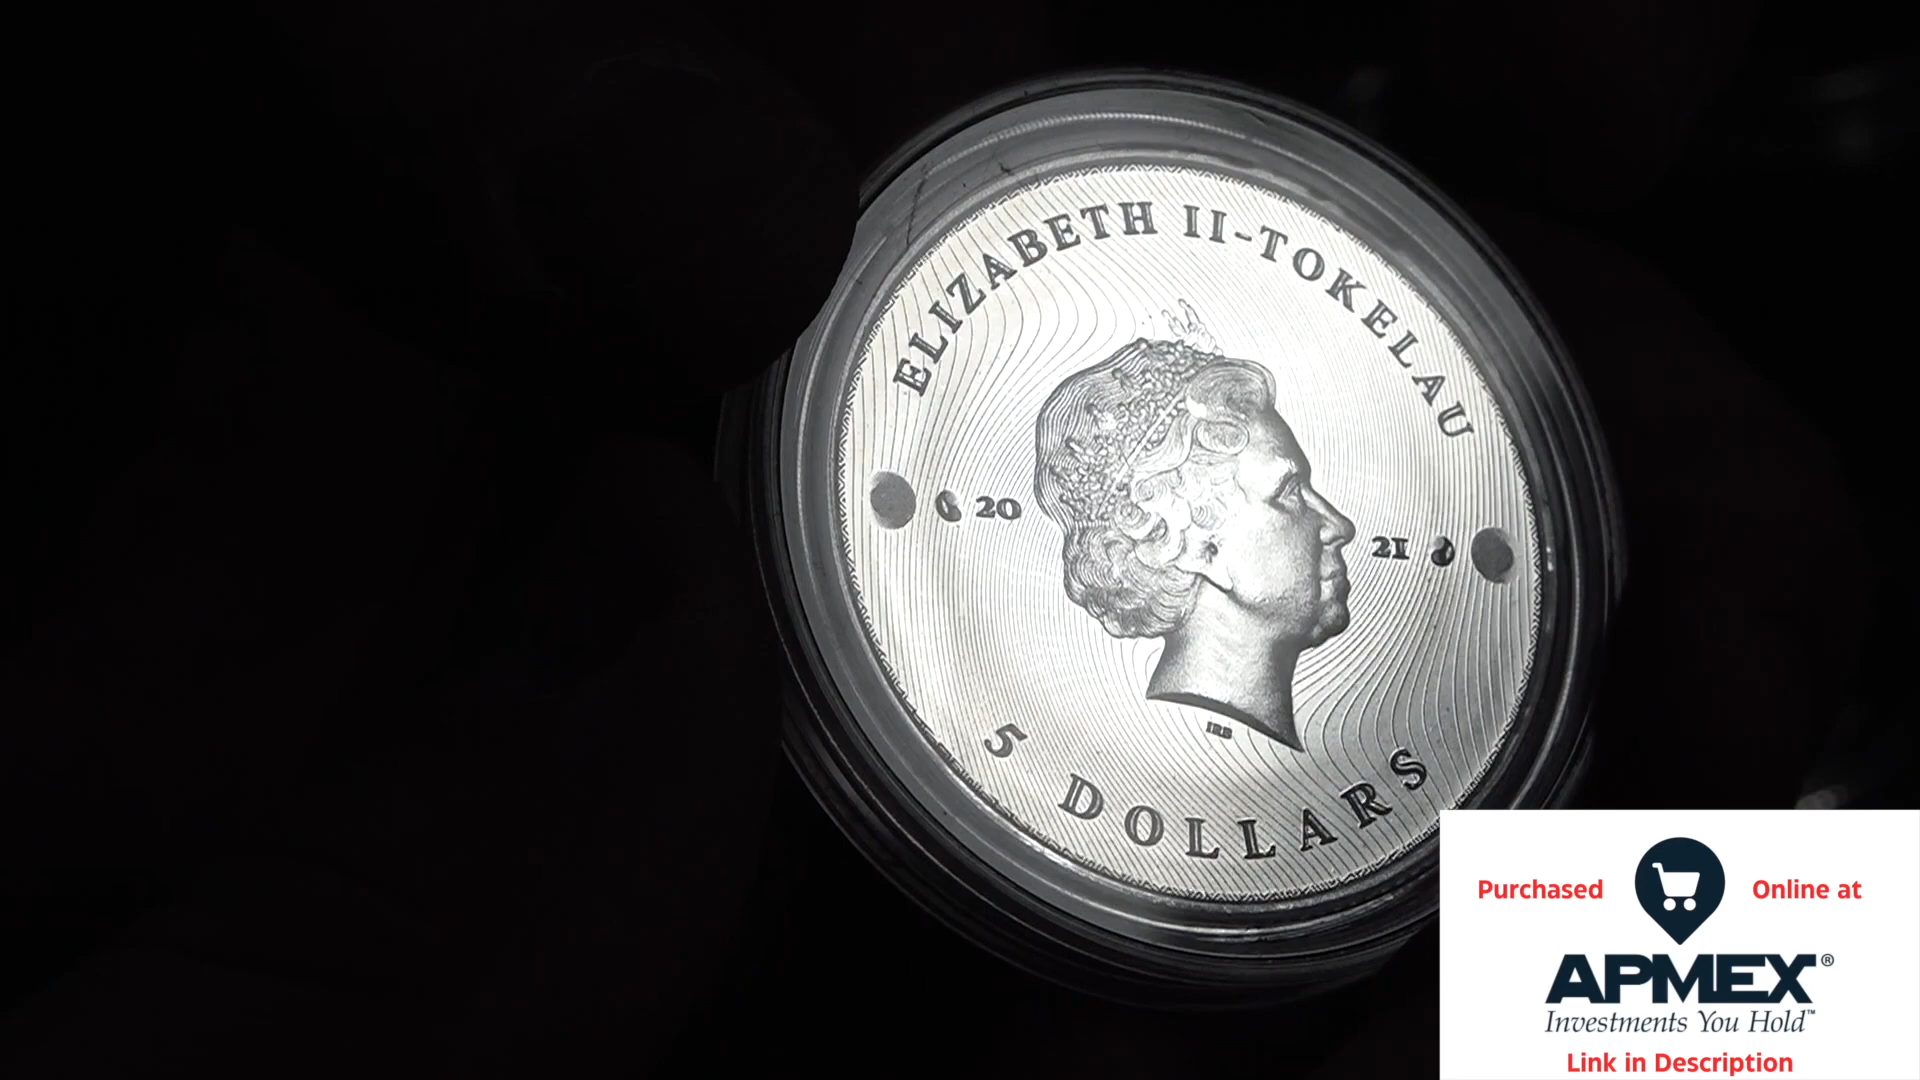 ELIZABETH II-TOKELAU
20
21
IRB
5 DOLLARS
Purchased Online at
APMEX®
Investments You Hold™
Link in Description